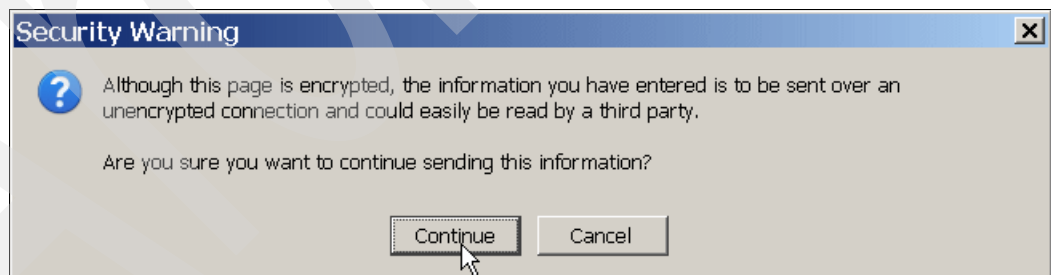 Security Warning
Although this page is encrypted, the information you have entered is to be sent over an
unencrypted connection and could easily be read by a third party.
Are you sure you want to continue sending this information?
Continue Cancel